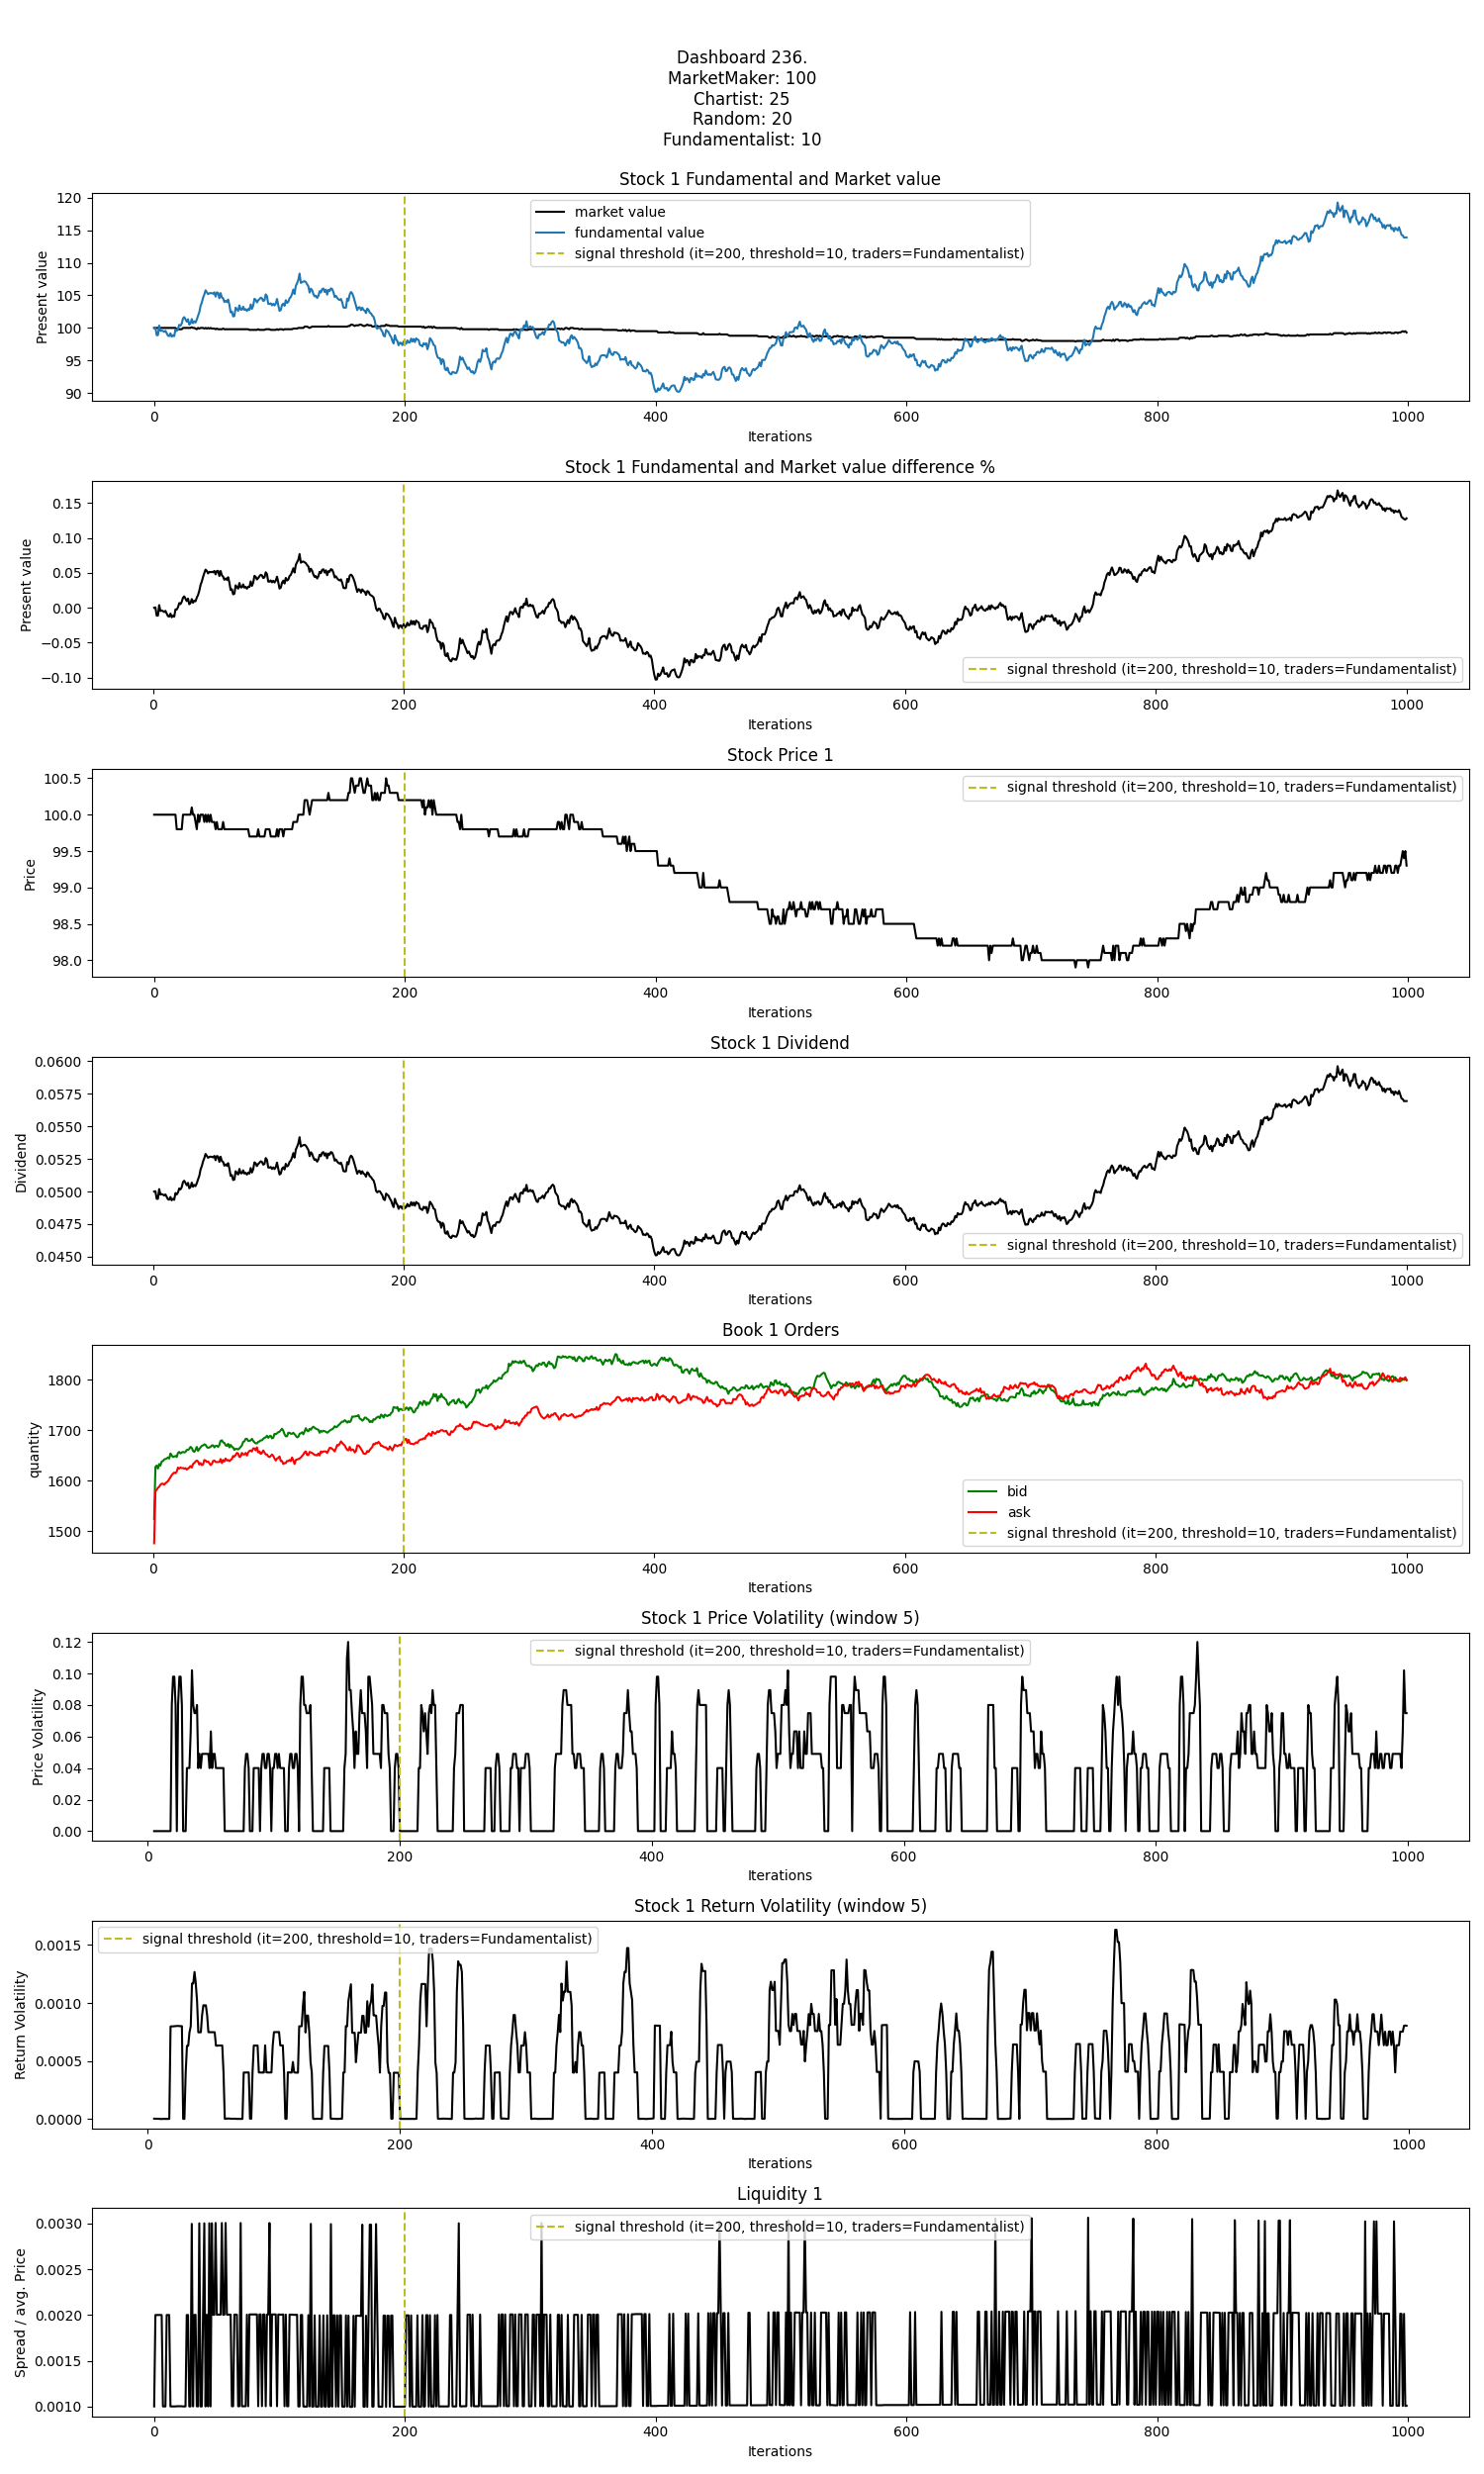 Dashboard 236.
MarketMaker: 100
Chartist: 25
Random: 20
Fundamentalist: 10
Stock 1 Fundamental and Market value
120
115
110
105
100
95
90
Present value
market value
fundamental value
signal threshold (it=200, threshold=10, traders=Fundamentalist)
0 200 400 600 800 1000
Iterations
Stock 1 Fundamental and Market value difference %
0.15
0.10
0.05
0.00
−0.05
−0.10
Present value
signal threshold (it=200, threshold=10, traders=Fundamentalist)
0 200 400 600 800 1000
Iterations
Stock Price 1
100.5
100.0
99.5
99.0
98.5
98.0
Price
signal threshold (it=200, threshold=10, traders=Fundamentalist)
0 200 400 600 800 1000
Iterations
Stock 1 Dividend
0.0600
0.0575
0.0550
0.0525
0.0500
0.0475
0.0450
Dividend
signal threshold (it=200, threshold=10, traders=Fundamentalist)
0 200 400 600 800 1000
Iterations
Book 1 Orders
1800
1700
1600
1500
quantity
bid
ask
signal threshold (it=200, threshold=10, traders=Fundamentalist)
0 200 400 600 800 1000
Iterations
Stock 1 Price Volatility (window 5)
0.12
0.10
0.08
0.06
0.04
0.02
0.00
Price Volatility
signal threshold (it=200, threshold=10, traders=Fundamentalist)
0 200 400 600 800 1000
Iterations
Stock 1 Return Volatility (window 5)
0.0015
0.0010
0.0005
0.0000
Return Volatility
signal threshold (it=200, threshold=10, traders=Fundamentalist)
0 200 400 600 800 1000
Iterations
Liquidity 1
0.0030
0.0025
0.0020
0.0015
0.0010
Spread / avg. Price
signal threshold (it=200, threshold=10, traders=Fundamentalist)
0 200 400 600 800 1000
Iterations